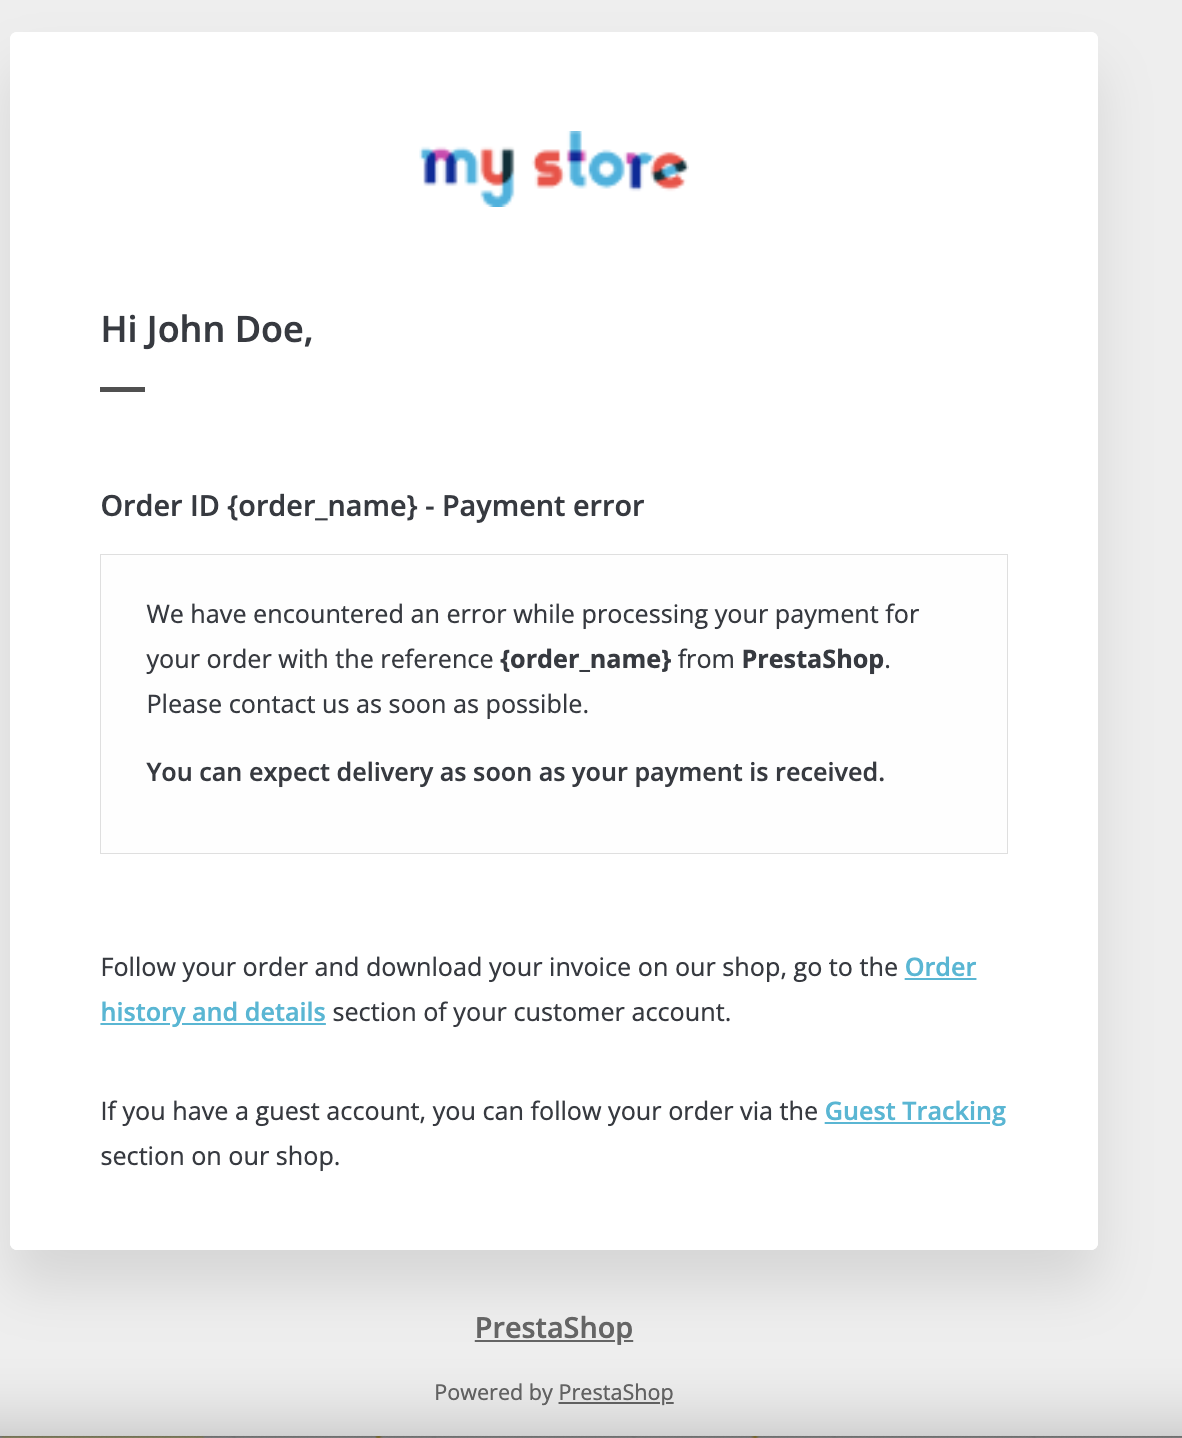 my store
Hi John Doe,
Order ID {order_name} - Payment error
We have encountered an error while processing your payment for
your order with the reference {order_name} from PrestaShop.
Please contact us as soon as possible.
You can expect delivery as soon as your payment is received.
Follow your order and download your invoice on our shop, go to the Order
history and details section of your customer account.
If you have a guest account, you can follow your order via the Guest Tracking
section on our shop.
PrestaShop
Powered by PrestaShop